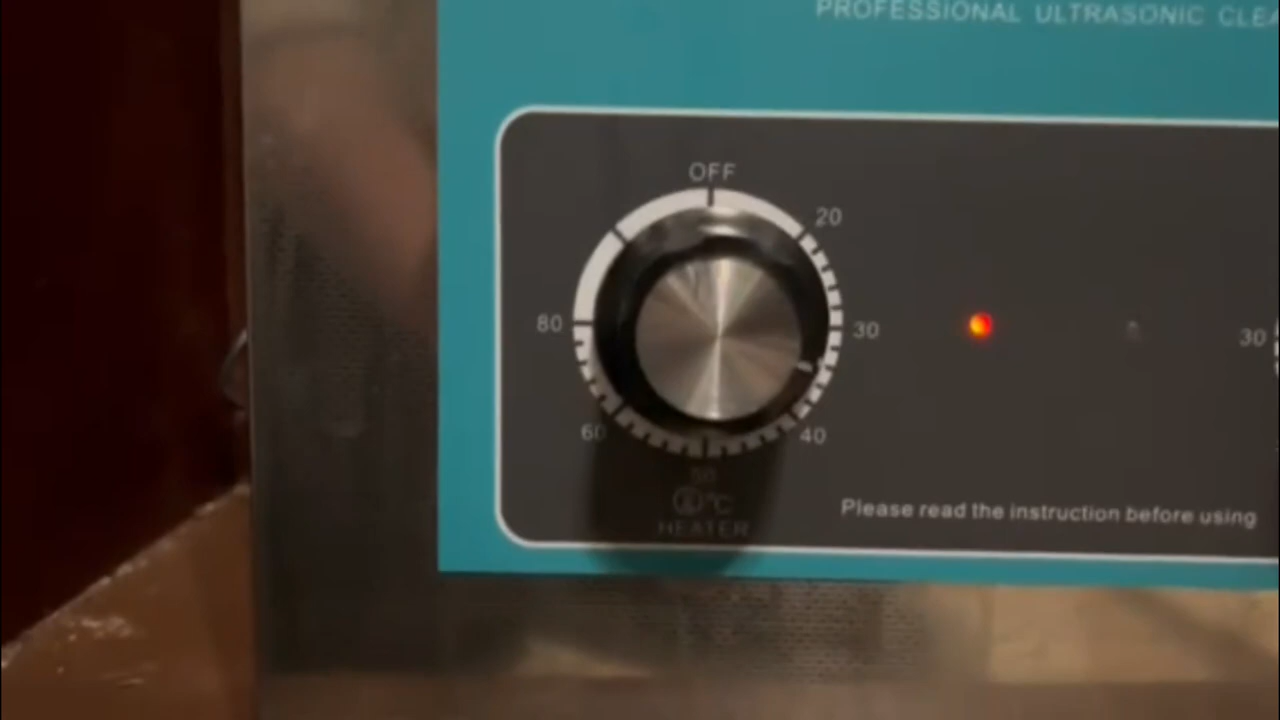 PROFESSIONAL ULTRASONIC CLEA
OFF
20
80
30
30
60
40
50
°C
HEATER
Please read the instruction before using